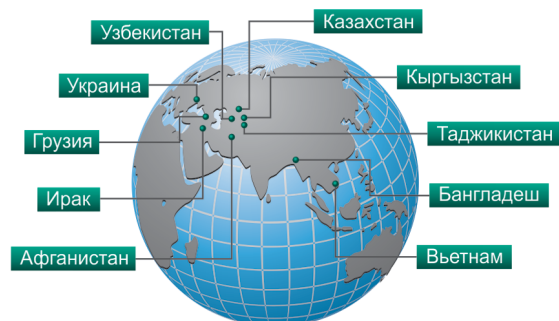 Казахстан
Узбекистан
Кыргызстан
Украина
Таджикистан
Грузия
Бангладеш
Ирак
Вьетнам
Афганистан